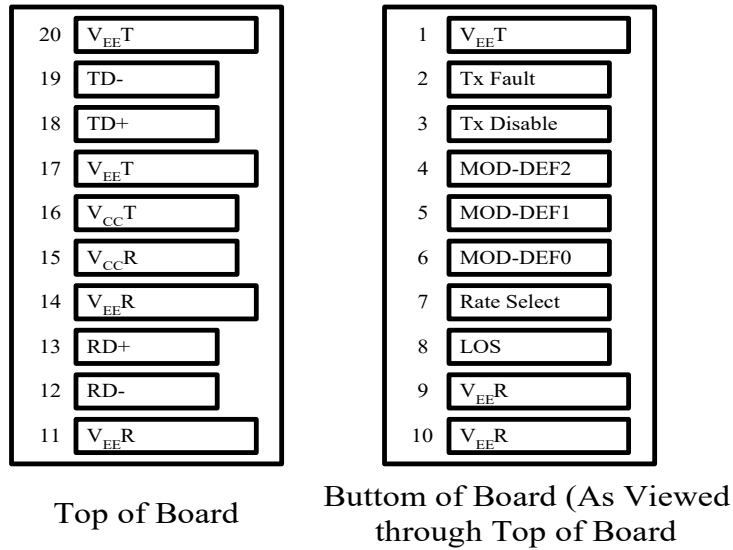 20 VEET
19 TD-
18 TD+
17 VEET
16 VCCT
15 VCCR
14 VEER
13 RD+
12 RD-
11 VEER
Top of Board
1 VEET
2 Tx Fault
3 Tx Disable
4 MOD-DEF2
5 MOD-DEF1
6 MOD-DEF0
7 Rate Select
8 LOS
9 VEER
10 VEER
Buttom of Board (As Viewed
through Top of Board